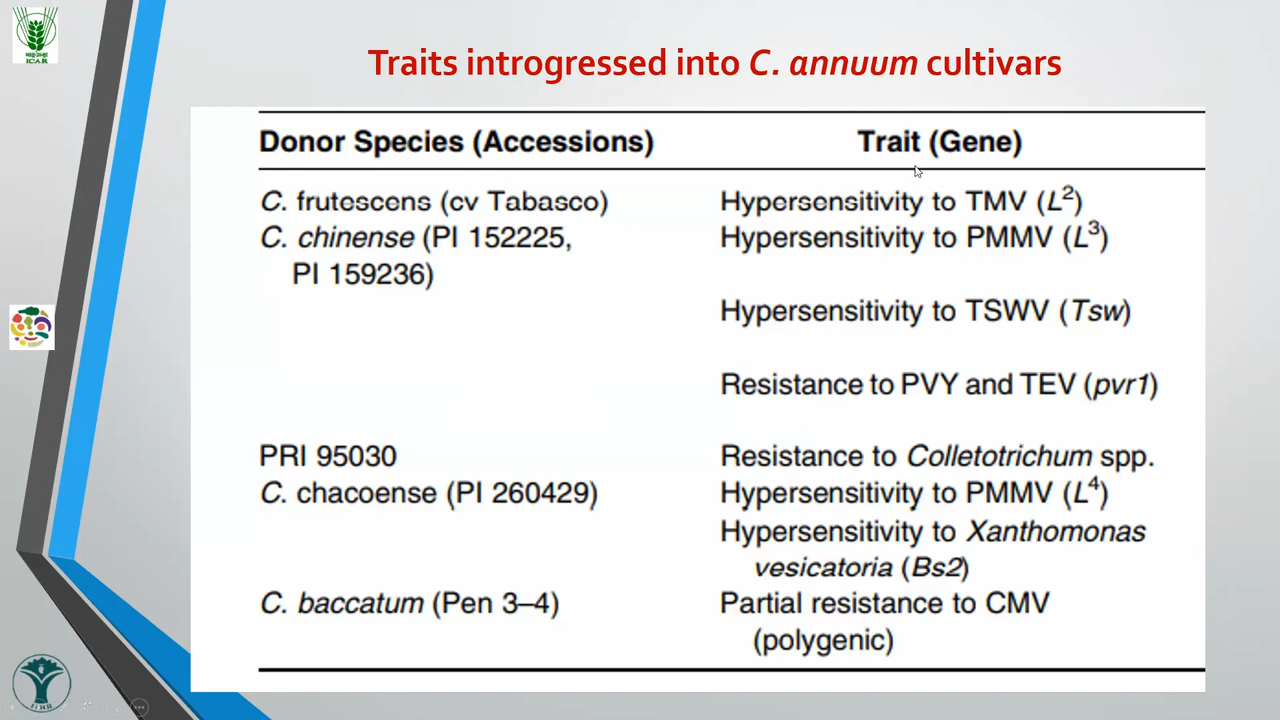 ICAR
Traits introgressed into C. annuum cultivars
Donor Species (Accessions) Trait (Gene)
C. frutescens (cv Tabasco) Hypersensitivity to TMV (L²)
C. chinense (PI 152225, Hypersensitivity to PMMV (L³)
PI 159236)
Hypersensitivity to TSWV (Tsw)
Resistance to PVY and TEV (pvr1)
PRI 95030 Resistance to Colletotrichum spp.
C. chacoense (PI 260429) Hypersensitivity to PMMV (L⁴)
Hypersensitivity to Xanthomonas
vesicatoria (Bs2)
C. baccatum (Pen 3–4) Partial resistance to CMV
(polygenic)